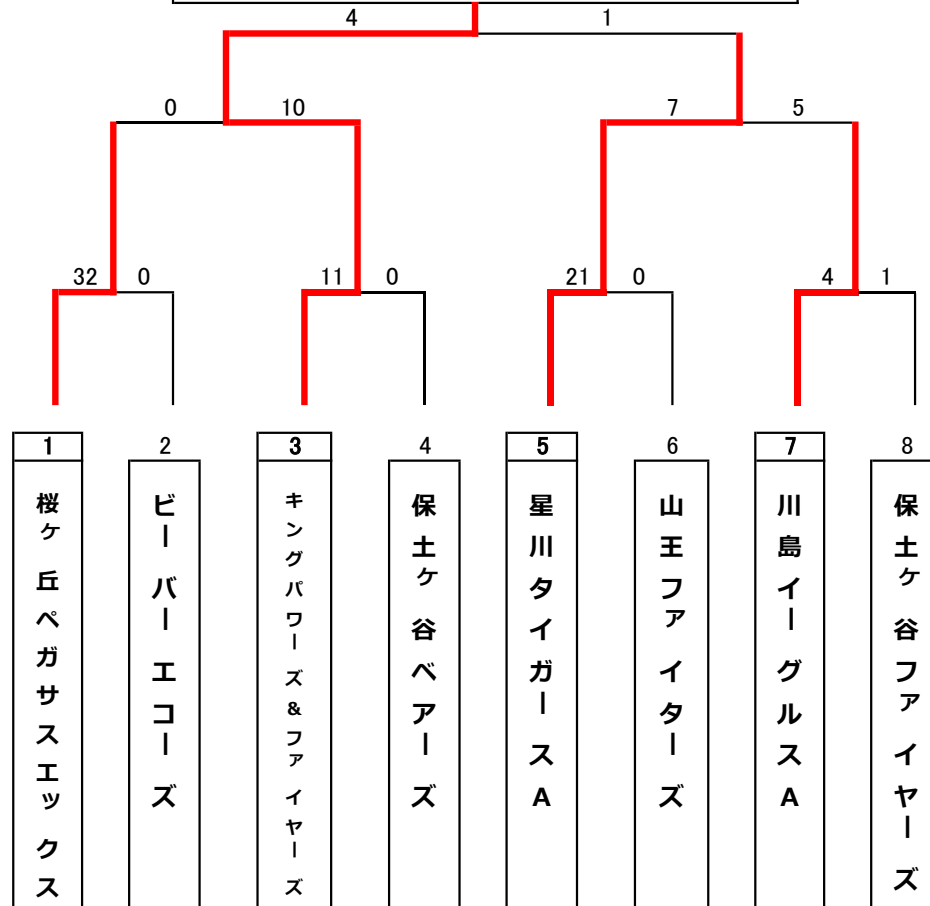 4 1
0 10 7 5
32 0 11 0 21 0 4 1
1 2 3 4 5 6 7 8
桜ヶ丘ペガサスエックス
ビーバーエコーズ
キングパワーズ&ファイヤーズ
保土ヶ谷ベアーズ
星川タイガースA
山王ファイターズ
川島イーグルスA
保土ヶ谷ファイヤーズ